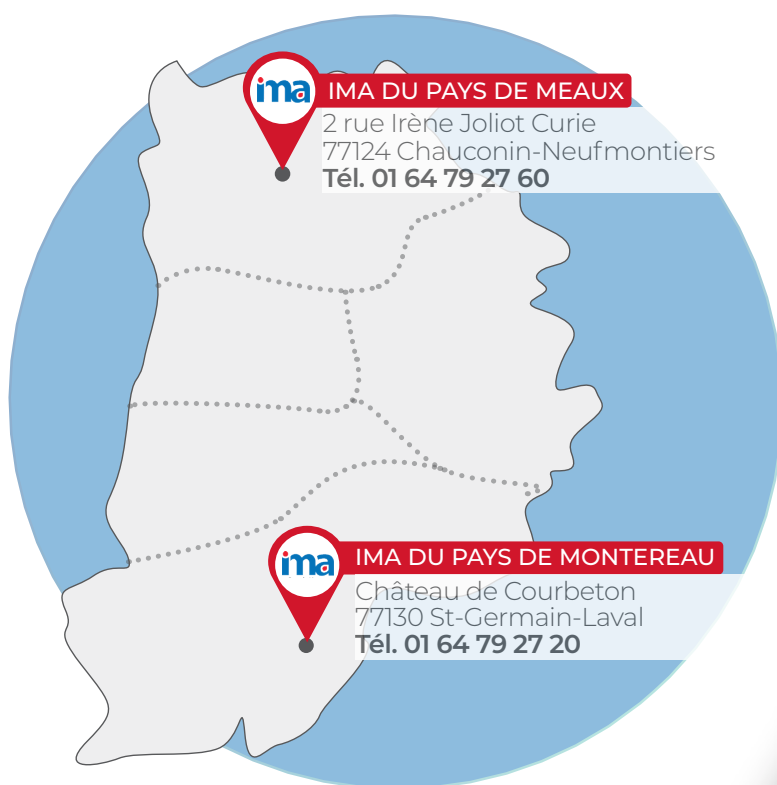 ima
IMA DU PAYS DE MEAUX
2 rue Irène Joliot Curie
77124 Chauconin-Neufmontiers
Tél. 01 64 79 27 60
ima
IMA DU PAYS DE MONTEREAU
Château de Courbeton
77130 St-Germain-Laval
Tél. 01 64 79 27 20